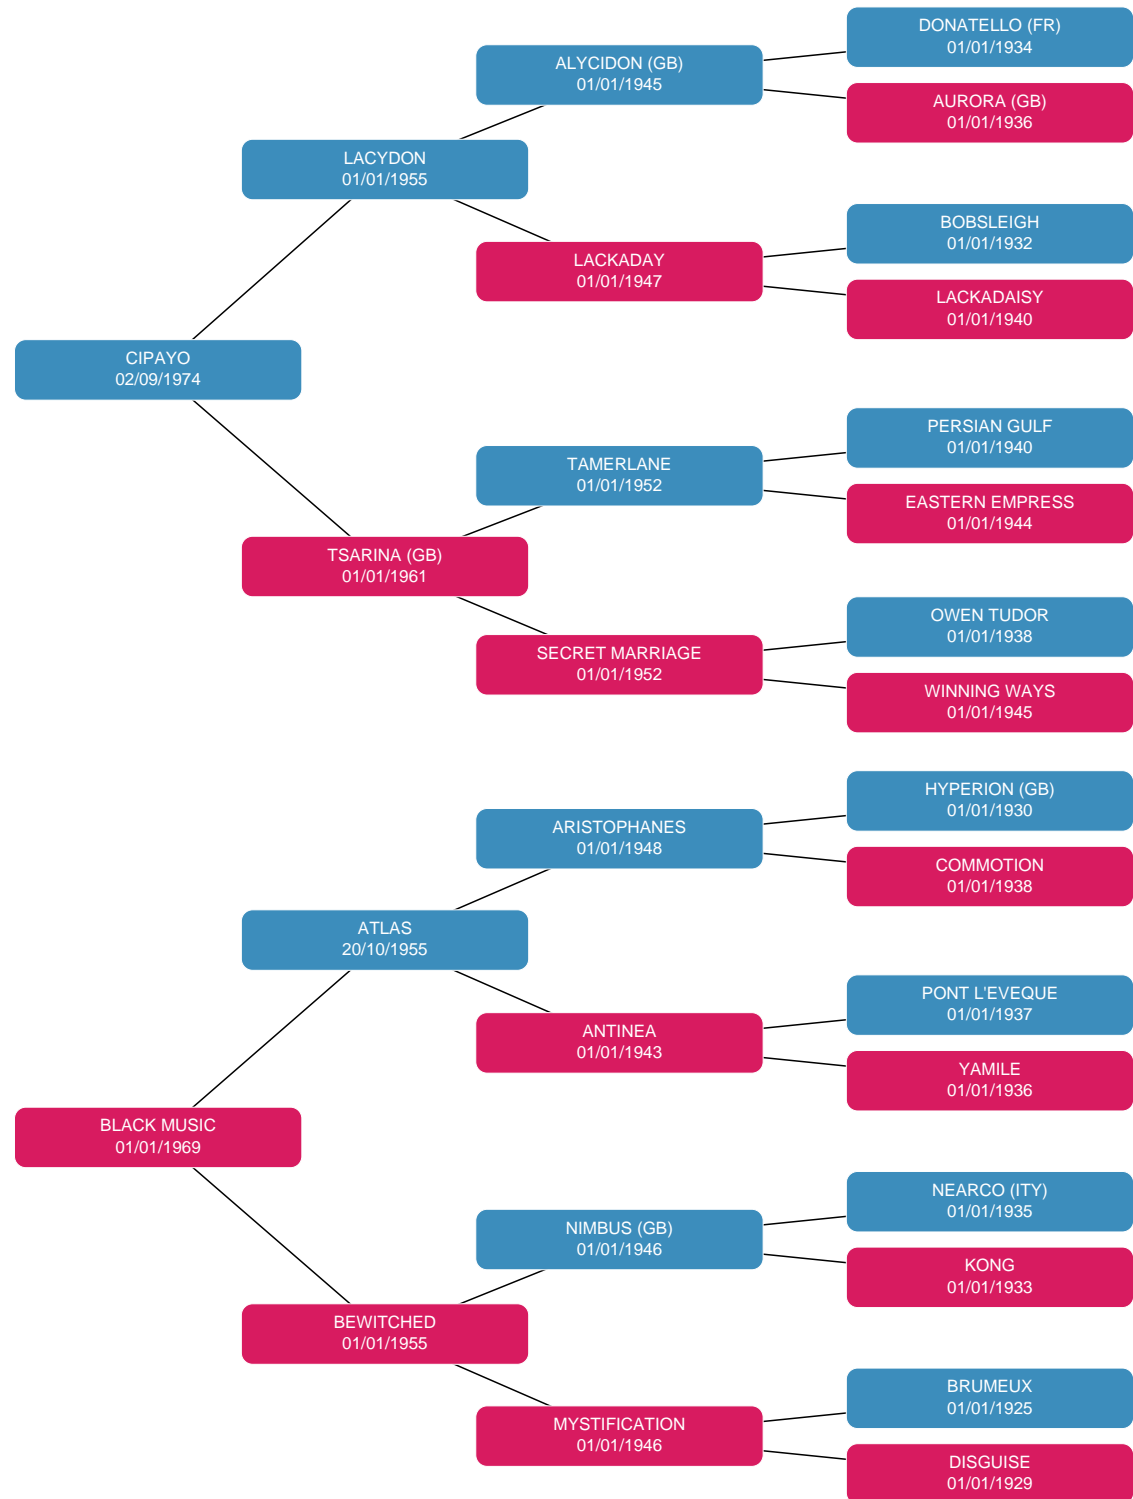 DONATELLO (FR)
01/01/1934
ALYCIDON (GB)
01/01/1945
AURORA (GB)
01/01/1936
LACYDON
01/01/1955
BOBSLEIGH
01/01/1932
LACKADAY
01/01/1947
LACKADAISY
01/01/1940
CIPAYO
02/09/1974
PERSIAN GULF
01/01/1940
TAMERLANE
01/01/1952
EASTERN EMPRESS
01/01/1944
TSARINA (GB)
01/01/1961
OWEN TUDOR
01/01/1938
SECRET MARRIAGE
01/01/1952
WINNING WAYS
01/01/1945
HYPERION (GB)
01/01/1930
ARISTOPHANES
01/01/1948
COMMOTION
01/01/1938
ATLAS
20/10/1955
PONT L'EVEQUE
01/01/1937
ANTINEA
01/01/1943
YAMILE
01/01/1936
BLACK MUSIC
01/01/1969
NEARCO (ITY)
01/01/1935
NIMBUS (GB)
01/01/1946
KONG
01/01/1933
BEWITCHED
01/01/1955
BRUMEUX
01/01/1925
MYSTIFICATION
01/01/1946
DISGUISE
01/01/1929